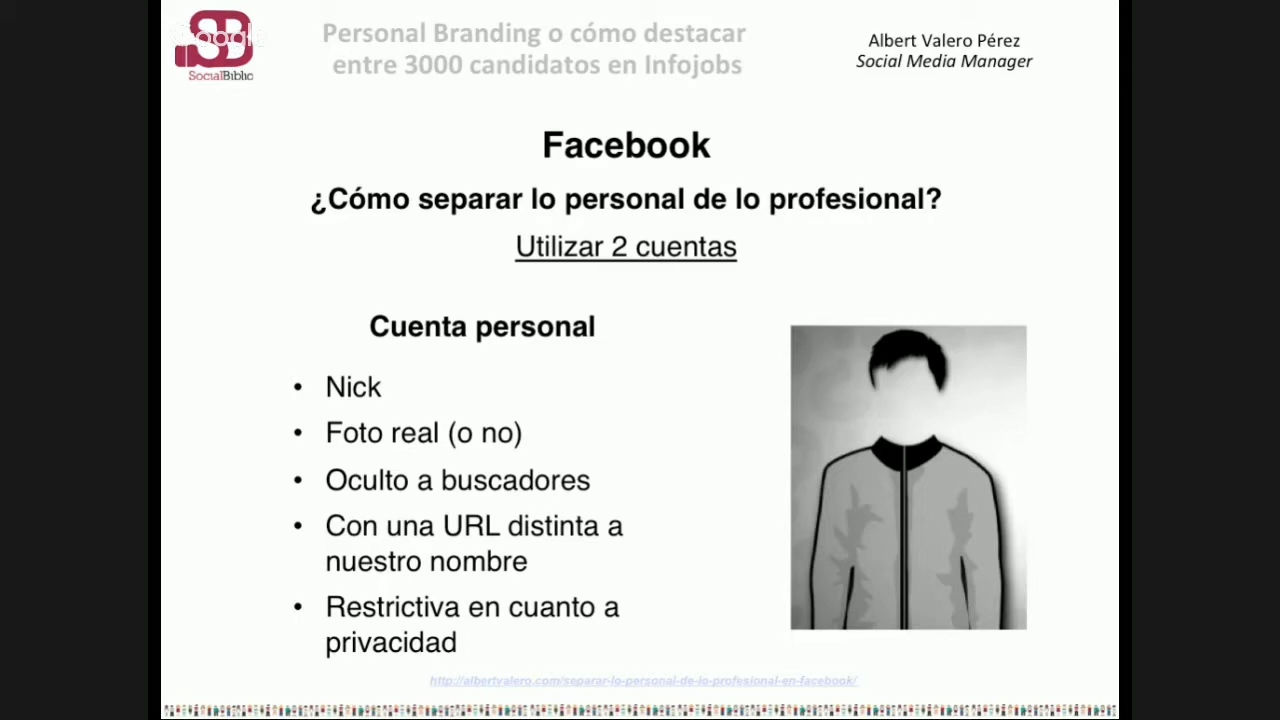 Google
SocialBiblic
Personal Branding o cómo destacar
entre 3000 candidatos en Infojobs
Albert Valero Pérez
Social Media Manager
Facebook
¿Cómo separar lo personal de lo profesional?
Utilizar 2 cuentas
Cuenta personal
• Nick
• Foto real (o no)
• Oculto a buscadores
• Con una URL distinta a
nuestro nombre
• Restrictiva en cuanto a
privacidad
http://albertvalero.com/separar-lo-personal-de-lo-profesional-en-facebook/